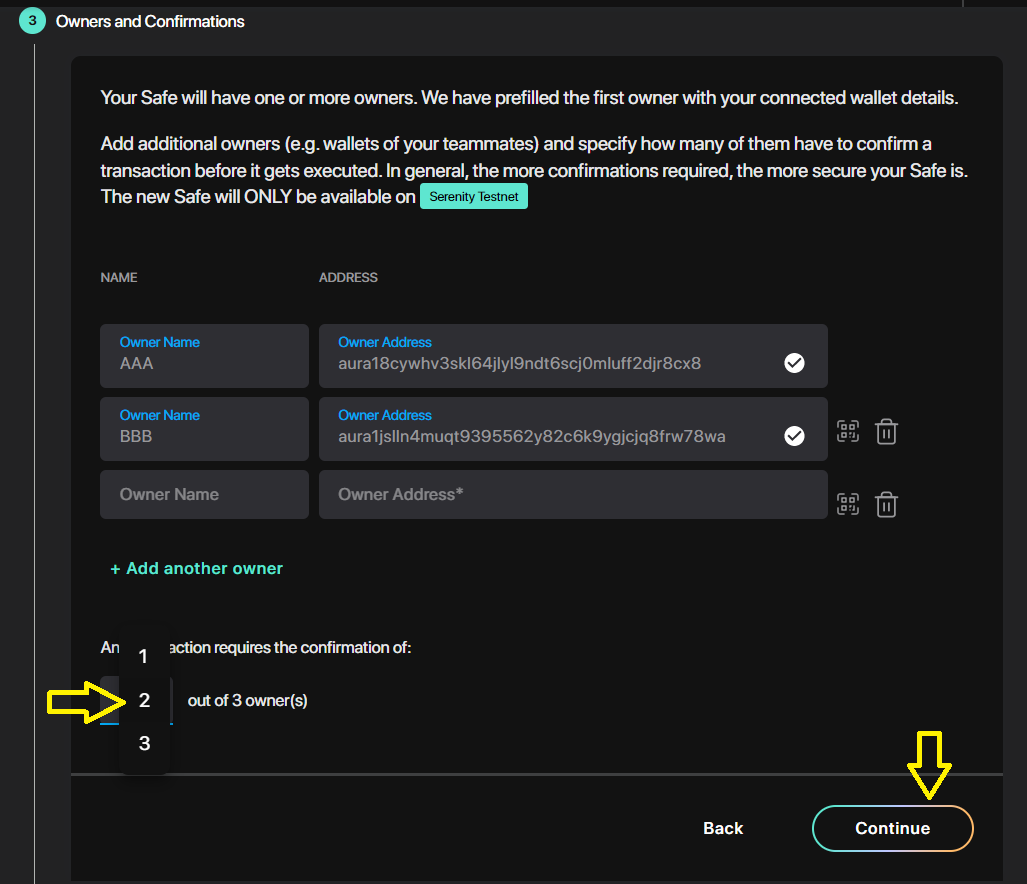 3 Owners and Confirmations
Your Safe will have one or more owners. We have prefilled the first owner with your connected wallet details.
Add additional owners (e.g. wallets of your teammates) and specify how many of them have to confirm a
transaction before it gets executed. In general, the more confirmations required, the more secure your Safe is.
The new Safe will ONLY be available on Serenity Testnet
NAME ADDRESS
Owner Name Owner Address
AAA aura18cywhv3skl64jlyl9ndt6scj0mluff2djr8cx8
Owner Name Owner Address
BBB aura1jslln4muqt9395562y82c6k9ygjcjq8frw78wa
Owner Name Owner Address*
+ Add another owner
An action requires the confirmation of:
1
2 out of 3 owner(s)
3
Back Continue